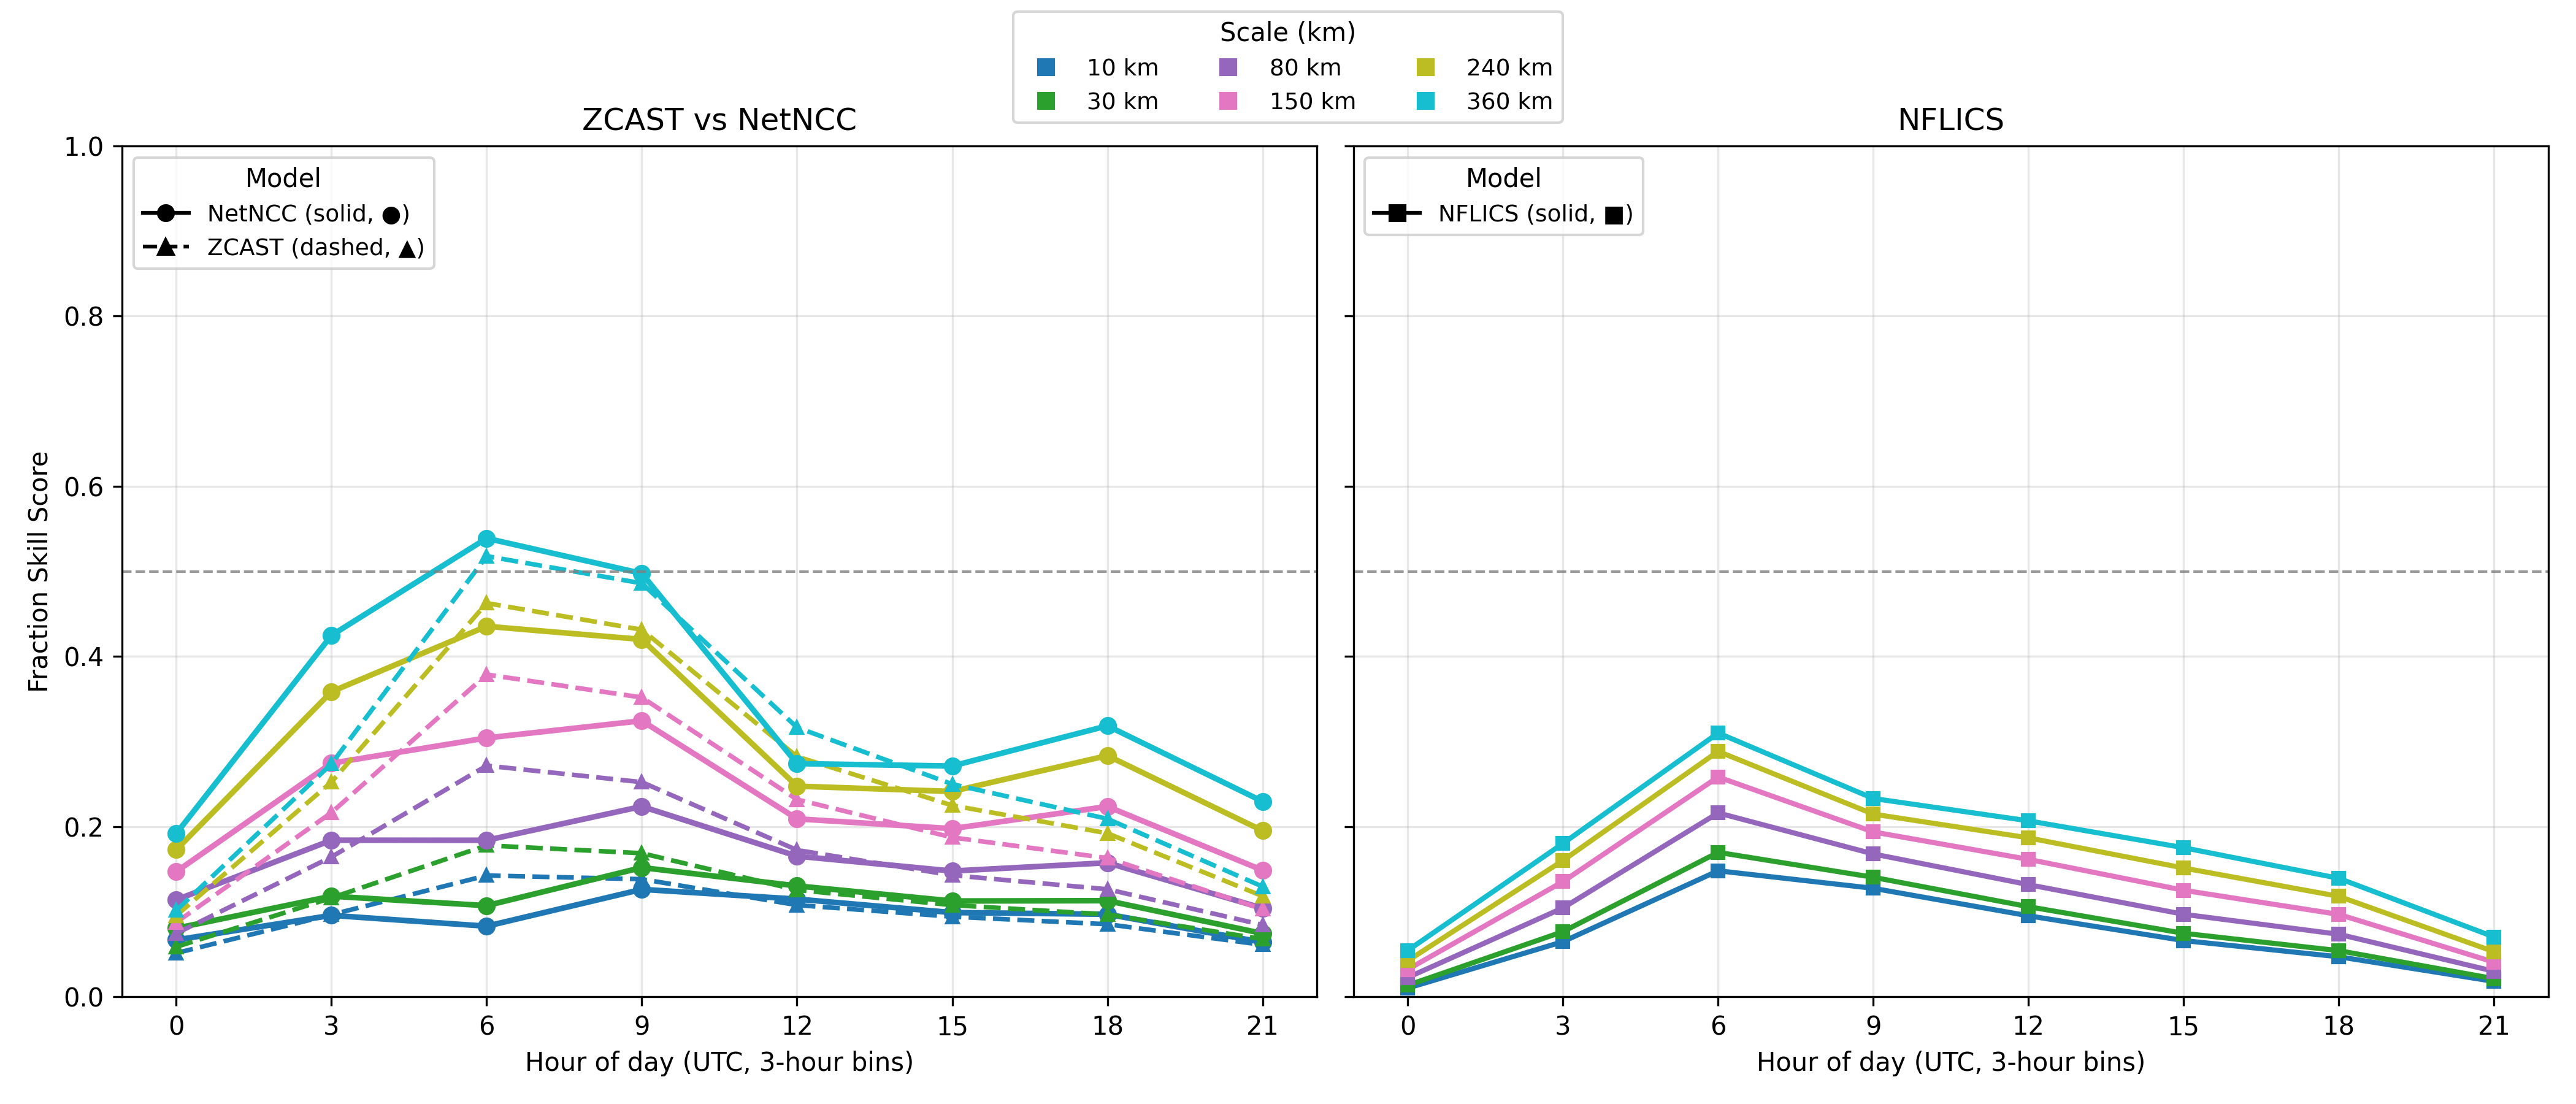 Scale (km)
10 km 80 km 240 km
30 km 150 km 360 km
ZCAST vs NetNCC
Model
NetNCC (solid, ●)
ZCAST (dashed, ▲)
Fraction Skill Score
1.0
0.8
0.6
0.4
0.2
0.0
0 3 6 9 12 15 18 21
Hour of day (UTC, 3-hour bins)
NFLICS
Model
NFLICS (solid, ■)
0 3 6 9 12 15 18 21
Hour of day (UTC, 3-hour bins)